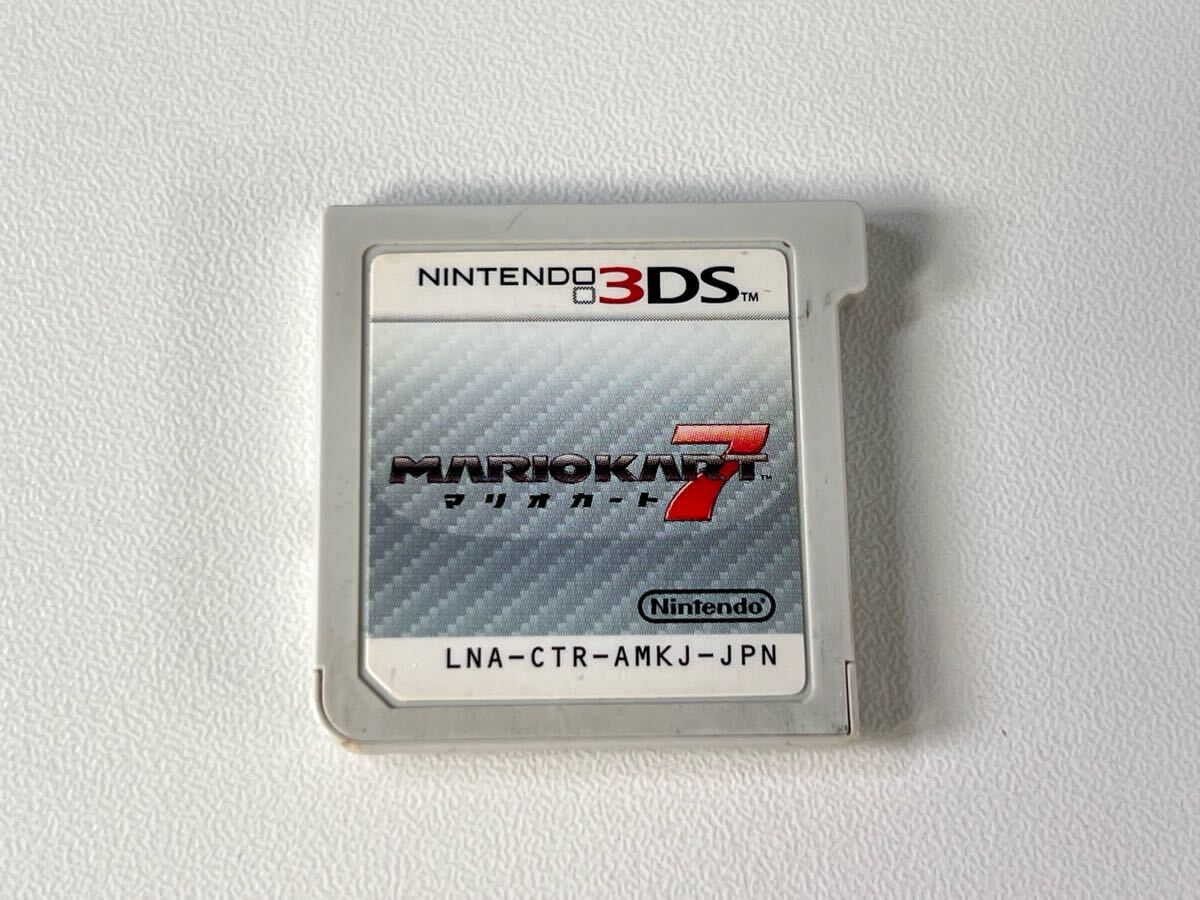 NINTENDO 3DS™
MARIOKART 7™
マリオカート
Nintendo®
LNA-CTR-AMKJ-JPN